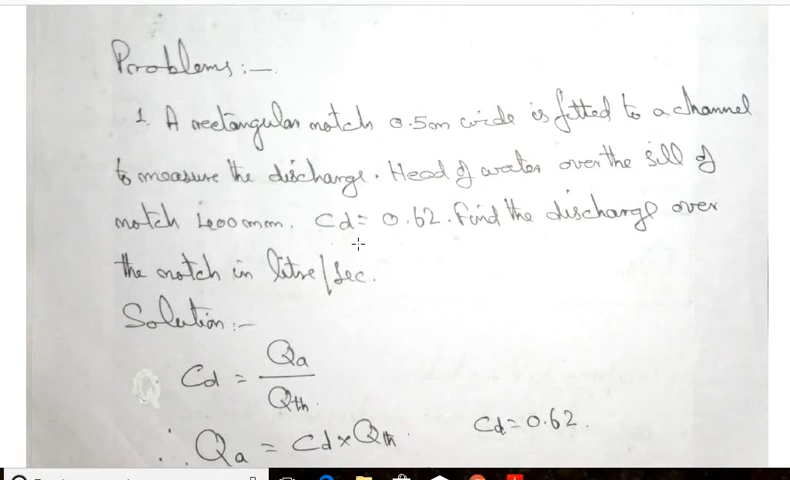 Problems:-
1. A rectangular notch 0.5m wide is fitted to a channel
to measure the discharge. Head of water over the sill of
notch 1000mm. Cd = 0.62. Find the discharge over
the notch in litre/sec.
Solution:-
Cd = Qa / Qth
∴ Qa = Cd × Qth. Cd = 0.62.